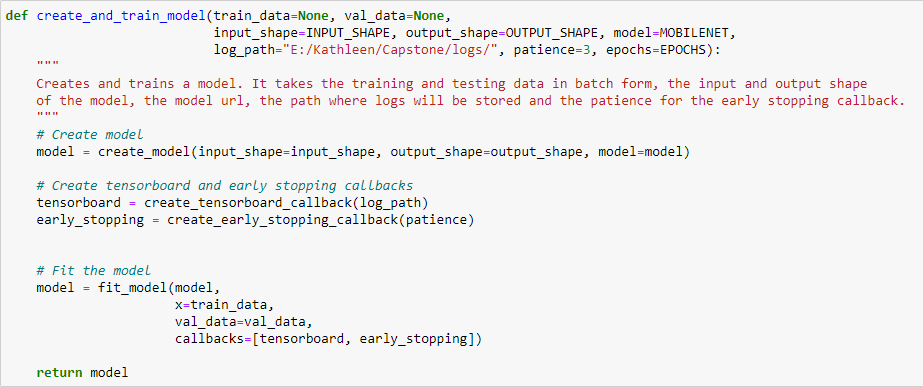 def create_and_train_model(train_data=None, val_data=None,
                           input_shape=INPUT_SHAPE, output_shape=OUTPUT_SHAPE, model=MOBILENET,
                           log_path="E:/Kathleen/Capstone/logs/", patience=3, epochs=EPOCHS):
    """
    Creates and trains a model. It takes the training and testing data in batch form, the input and output shape
    of the model, the model url, the path where logs will be stored and the patience for the early stopping callback.
    """
    # Create model
    model = create_model(input_shape=input_shape, output_shape=output_shape, model=model)

    # Create tensorboard and early stopping callbacks
    tensorboard = create_tensorboard_callback(log_path)
    early_stopping = create_early_stopping_callback(patience)


    # Fit the model
    model = fit_model(model,
                      x=train_data,
                      val_data=val_data,
                      callbacks=[tensorboard, early_stopping])

    return model